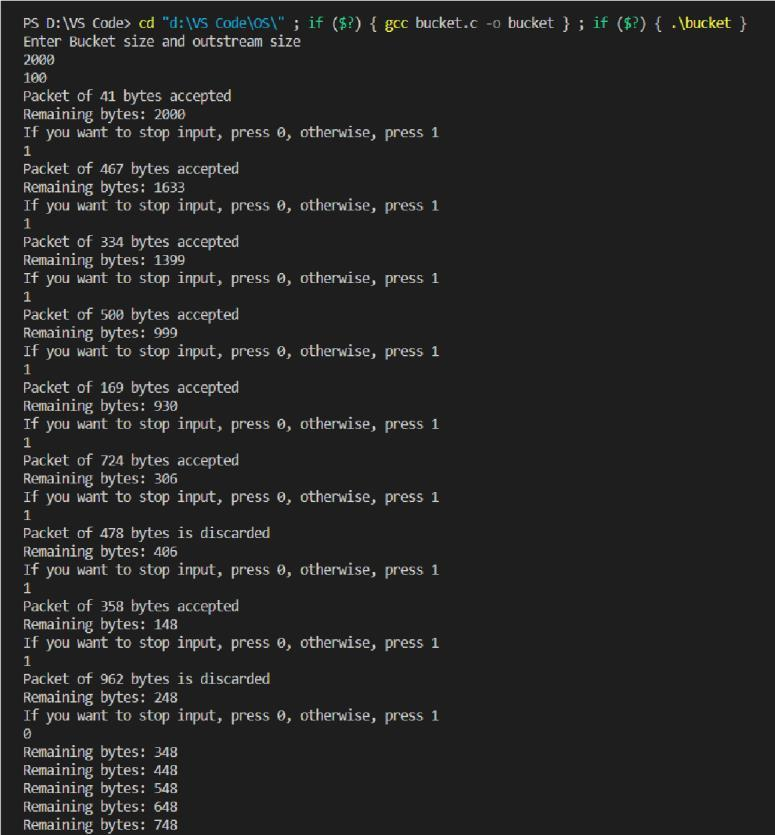 PS D:\VS Code> cd "d:\VS Code\OS\" ; if ($?) { gcc bucket.c -o bucket } ; if ($?) { .\bucket }
Enter Bucket size and outstream size
2000
100
Packet of 41 bytes accepted
Remaining bytes: 2000
If you want to stop input, press 0, otherwise, press 1
1
Packet of 467 bytes accepted
Remaining bytes: 1633
If you want to stop input, press 0, otherwise, press 1
1
Packet of 334 bytes accepted
Remaining bytes: 1399
If you want to stop input, press 0, otherwise, press 1
1
Packet of 500 bytes accepted
Remaining bytes: 999
If you want to stop input, press 0, otherwise, press 1
1
Packet of 169 bytes accepted
Remaining bytes: 930
If you want to stop input, press 0, otherwise, press 1
1
Packet of 724 bytes accepted
Remaining bytes: 306
If you want to stop input, press 0, otherwise, press 1
1
Packet of 478 bytes is discarded
Remaining bytes: 406
If you want to stop input, press 0, otherwise, press 1
1
Packet of 358 bytes accepted
Remaining bytes: 148
If you want to stop input, press 0, otherwise, press 1
1
Packet of 962 bytes is discarded
Remaining bytes: 248
If you want to stop input, press 0, otherwise, press 1
0
Remaining bytes: 348
Remaining bytes: 448
Remaining bytes: 548
Remaining bytes: 648
Remaining bytes: 748